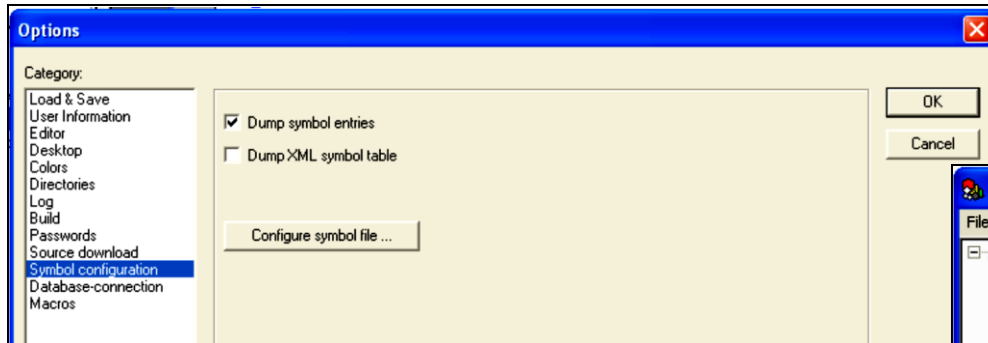 Options
Category:
Load & Save
User Information
Editor
Desktop
Colors
Directories
Log
Build
Passwords
Source download
Symbol configuration
Database-connection
Macros
Dump symbol entries
Dump XML symbol table
Configure symbol file ...
OK
Cancel
File